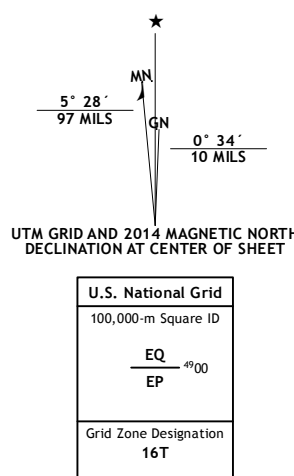 ★
MN
5° 28´
97 MILS
GN
0° 34´
10 MILS
UTM GRID AND 2014 MAGNETIC NORTH
DECLINATION AT CENTER OF SHEET
U.S. National Grid
100,000-m Square ID
EQ
4900
EP
Grid Zone Designation
16T